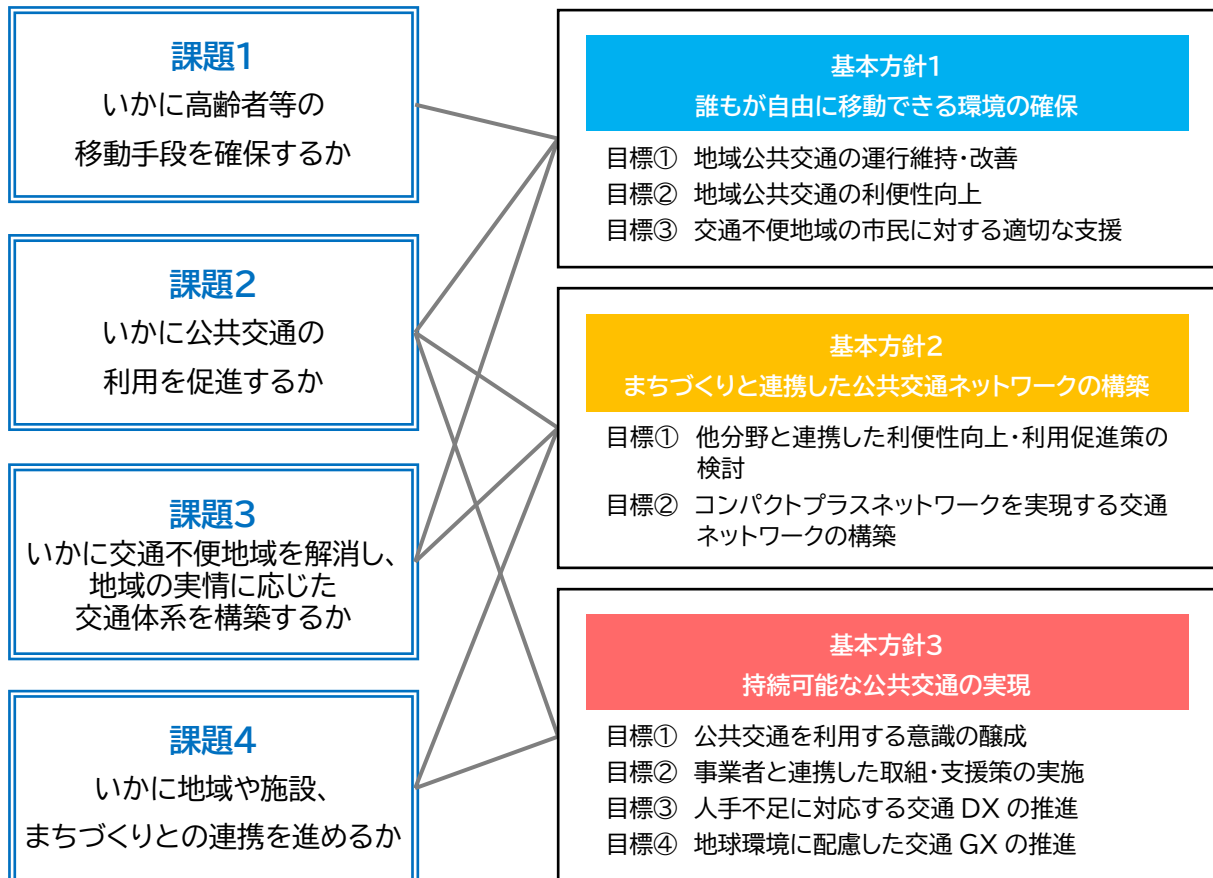 課題1
いかに高齢者等の
移動手段を確保するか
課題2
いかに公共交通の
利用を促進するか
課題3
いかに交通不便地域を解消し、
地域の実情に応じた
交通体系を構築するか
課題4
いかに地域や施設、
まちづくりとの連携を進めるか
基本方針1
誰もが自由に移動できる環境の確保
目標① 地域公共交通の運行維持・改善
目標② 地域公共交通の利便性向上
目標③ 交通不便地域の市民に対する適切な支援
基本方針2
まちづくりと連携した公共交通ネットワークの構築
目標① 他分野と連携した利便性向上・利用促進策の
検討
目標② コンパクトプラスネットワークを実現する交通
ネットワークの構築
基本方針3
持続可能な公共交通の実現
目標① 公共交通を利用する意識の醸成
目標② 事業者と連携した取組・支援策の実施
目標③ 人手不足に対応する交通 DX の推進
目標④ 地球環境に配慮した交通 GX の推進